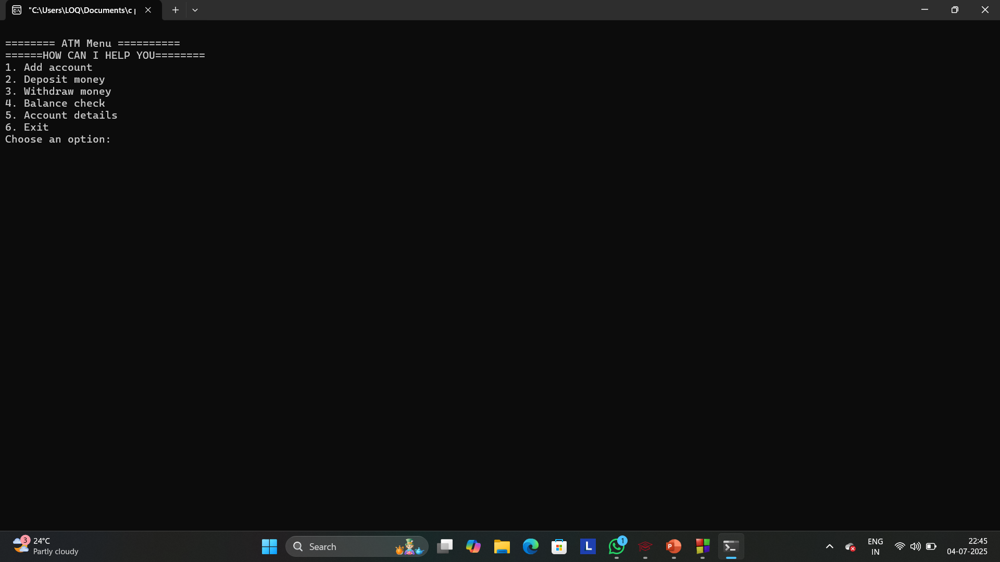 "C:\Users\LOQ\Documents\c p
======== ATM Menu ==========
======HOW CAN I HELP YOU========
1. Add account
2. Deposit money
3. Withdraw money
4. Balance check
5. Account details
6. Exit
Choose an option:
3
24°C
Partly cloudy
Search
L
1
P
ENG
IN
22:45
04-07-2025